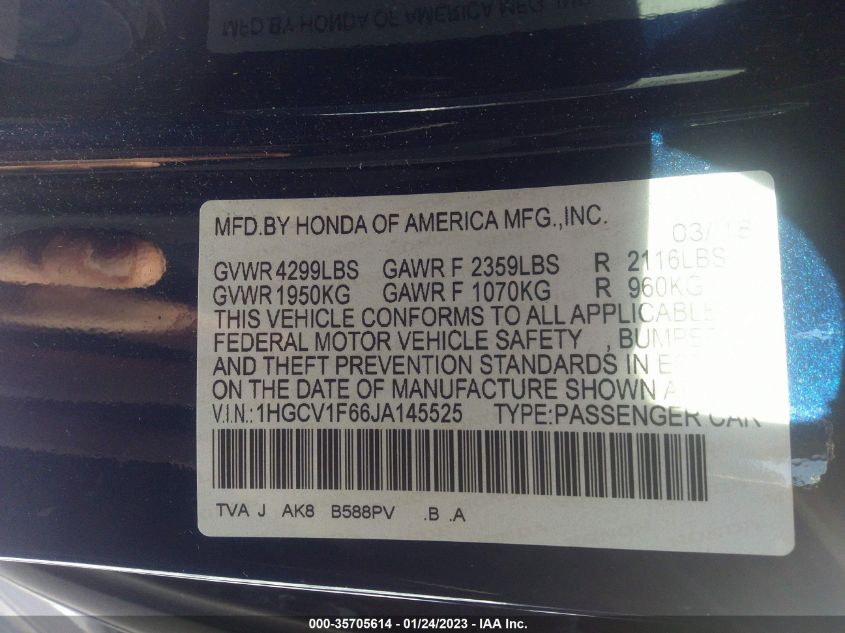 MFD.BY HONDA OF AMERICA MFG.,INC. 03/18
GVWR 4299LBS GAWR F 2359LBS R 2116LBS
GVWR 1950KG GAWR F 1070KG R 960KG
THIS VEHICLE CONFORMS TO ALL APPLICABLE
FEDERAL MOTOR VEHICLE SAFETY , BUMPER
AND THEFT PREVENTION STANDARDS IN
ON THE DATE OF MANUFACTURE SHOWN
V.I.N.:1HGCV1F66JA145525 TYPE:PASSENGER CAR
TVA J AK8 B588PV .B .A
000-35705614 - 01/24/2023 - IAA Inc.